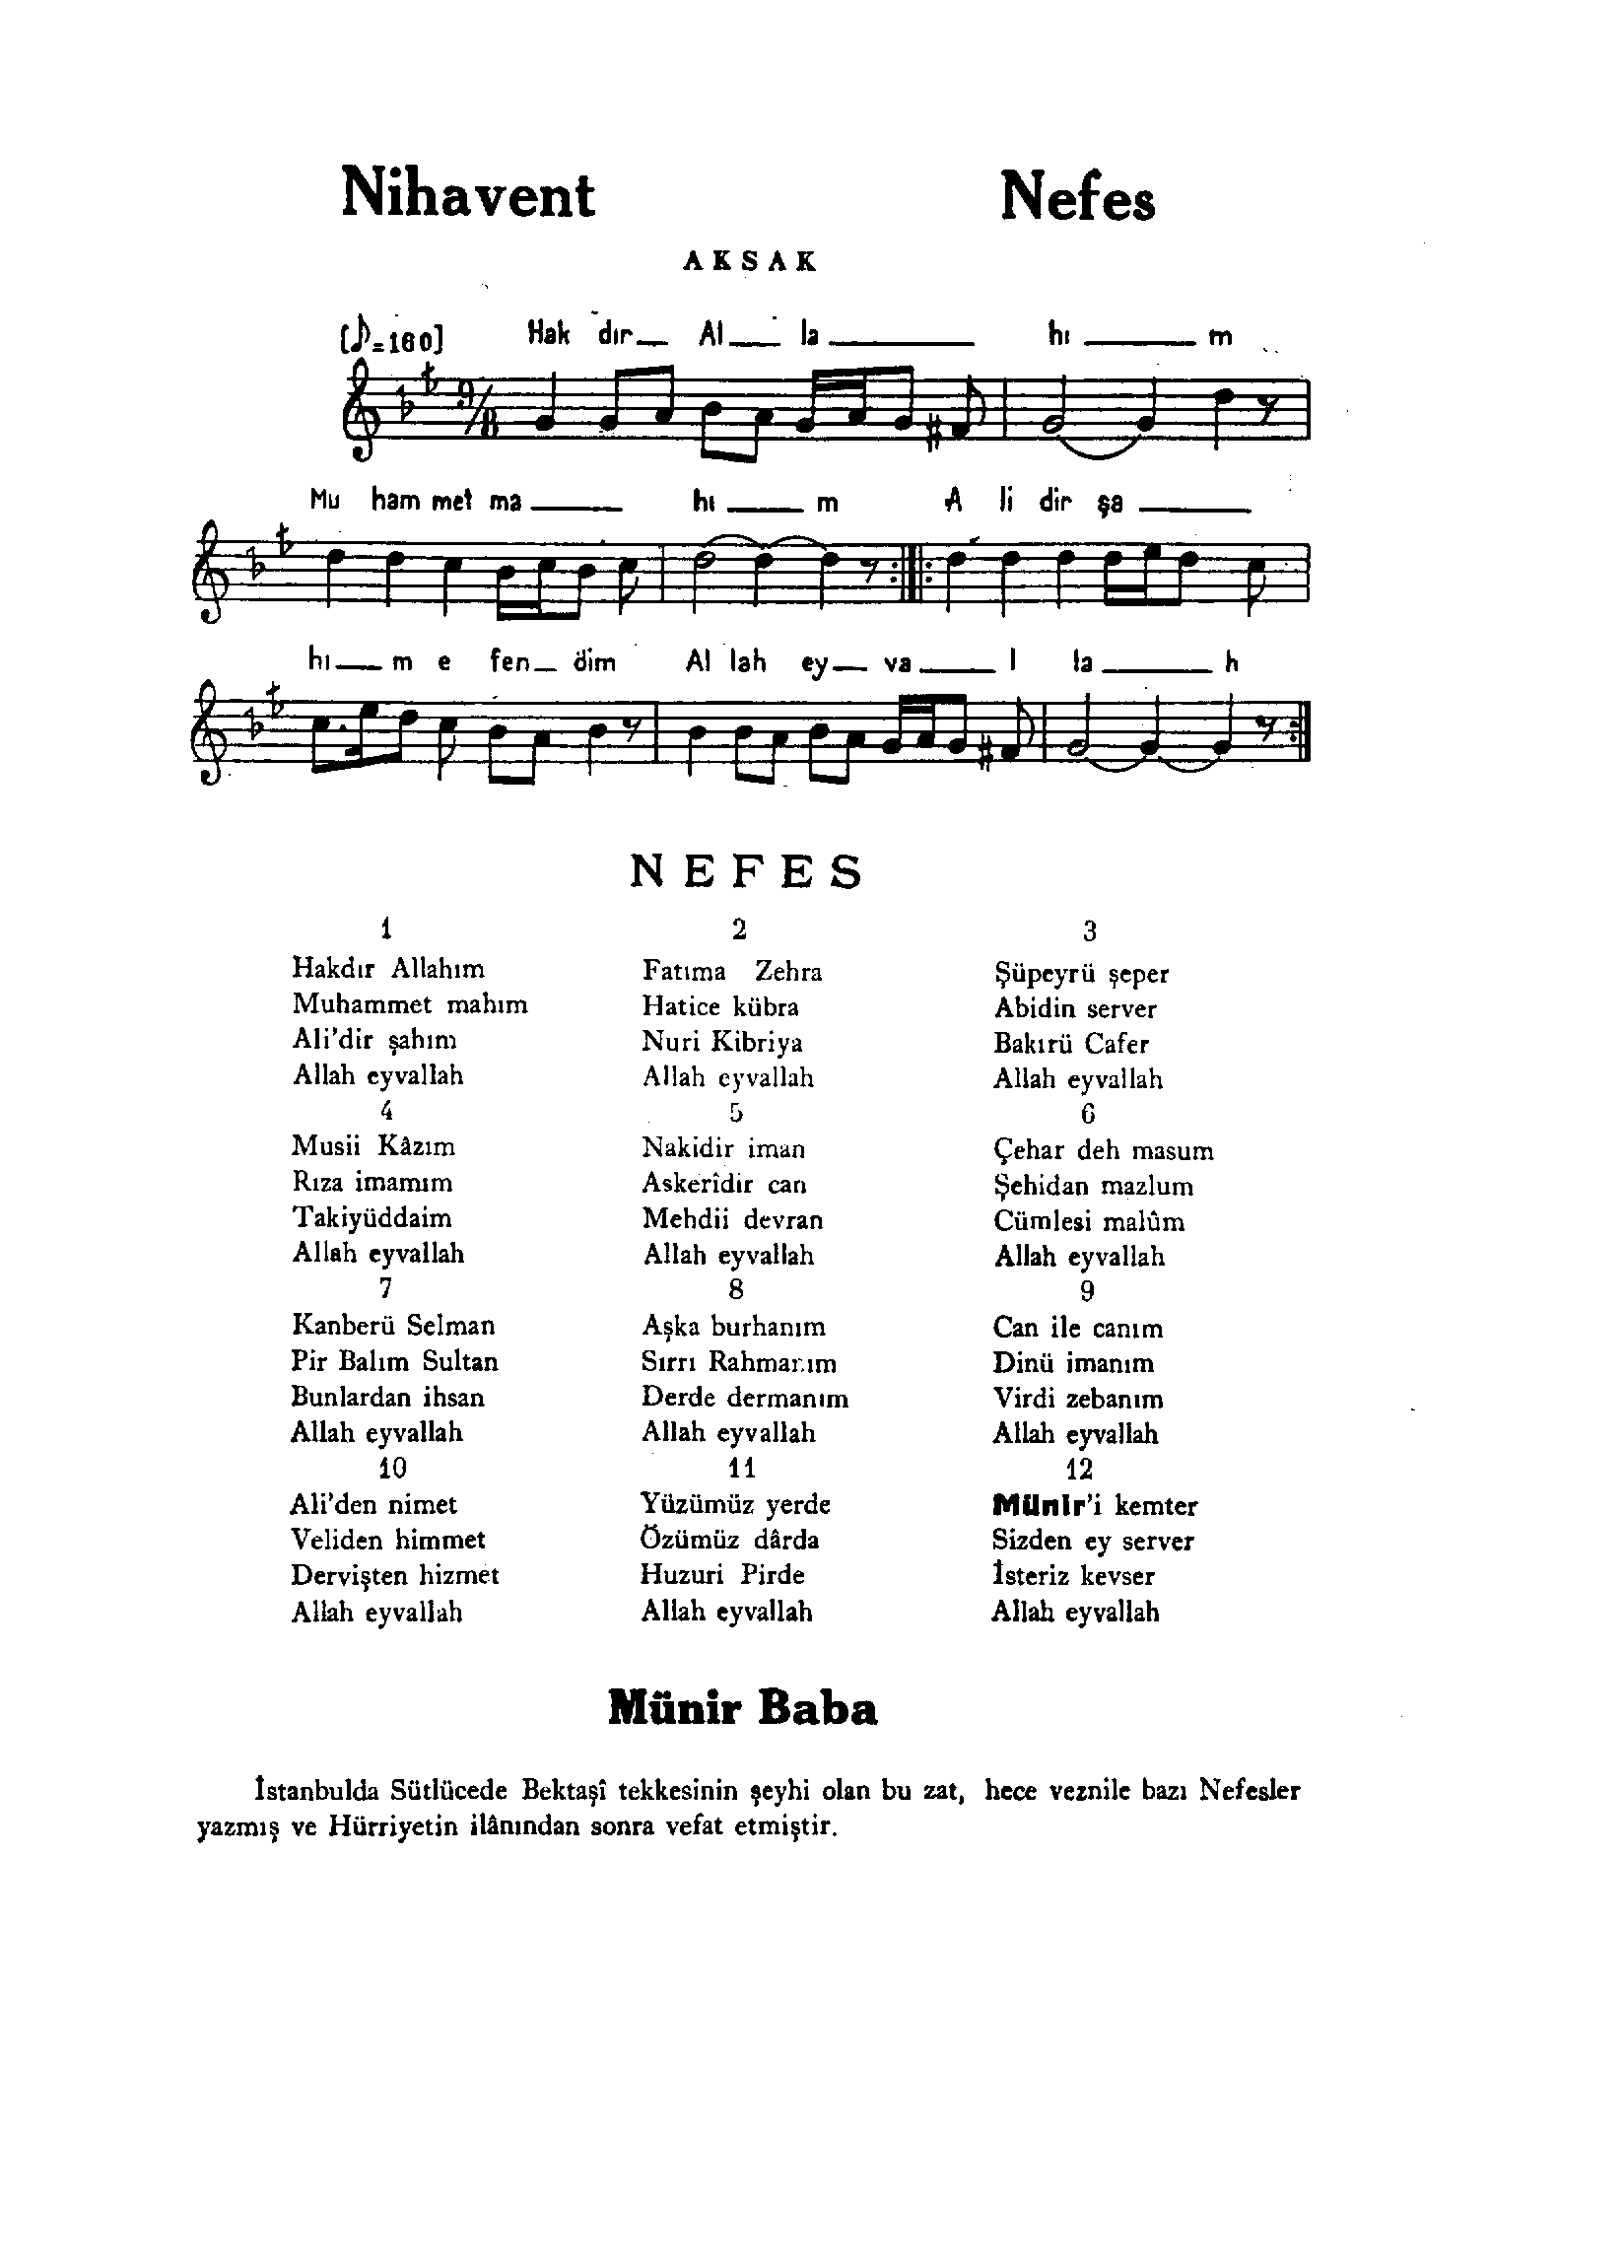 Nihavent Nefes
AKSAK
[♪=160] Hak dır Al la hı m
9/8
Mu ham met ma hı m A li dir şa
hı m e fen dim Al lah ey va l la h
NEFES
1
Hakdır Allahım
Muhammet mahım
Ali'dir şahım
Allah eyvallah
2
Fatıma Zehra
Hatice kübra
Nuri Kibriya
Allah eyvallah
3
Şüpeyrü şeper
Abidin server
Bakırü Cafer
Allah eyvallah
4
Musii Kâzım
Rıza imamım
Takiyüddaim
Allah eyvallah
5
Nakidir iman
Askerîdir can
Mehdii devran
Allah eyvallah
6
Çehar deh masum
Şehidan mazlum
Cümlesi malûm
Allah eyvallah
7
Kanberü Selman
Pir Balım Sultan
Bunlardan ihsan
Allah eyvallah
8
Aşka burhanım
Sırrı Rahmanım
Derde dermanım
Allah eyvallah
9
Can ile canım
Dinü imanım
Virdi zebanım
Allah eyvallah
10
Ali'den nimet
Veliden himmet
Dervişten hizmet
Allah eyvallah
11
Yüzümüz yerde
Özümüz dârda
Huzuri Pirde
Allah eyvallah
12
Münir'i kemter
Sizden ey server
İsteriz kevser
Allah eyvallah
Münir Baba
İstanbulda Sütlücede Bektaşî tekkesinin şeyhi olan bu zat, hece veznile bazı Nefesler
yazmış ve Hürriyetin ilânından sonra vefat etmiştir.